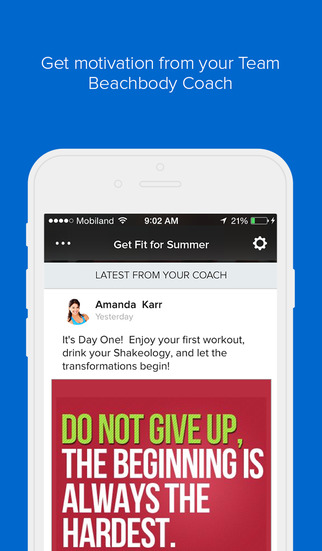 Get motivation from your Team
Beachbody Coach
Mobiland 9:02 AM 21%
Get Fit for Summer
LATEST FROM YOUR COACH
Amanda Karr
Yesterday
It's Day One! Enjoy your first workout,
drink your Shakeology, and let the
transformations begin!
DO NOT GIVE UP,
THE BEGINNING IS
ALWAYS THE
HARDEST.